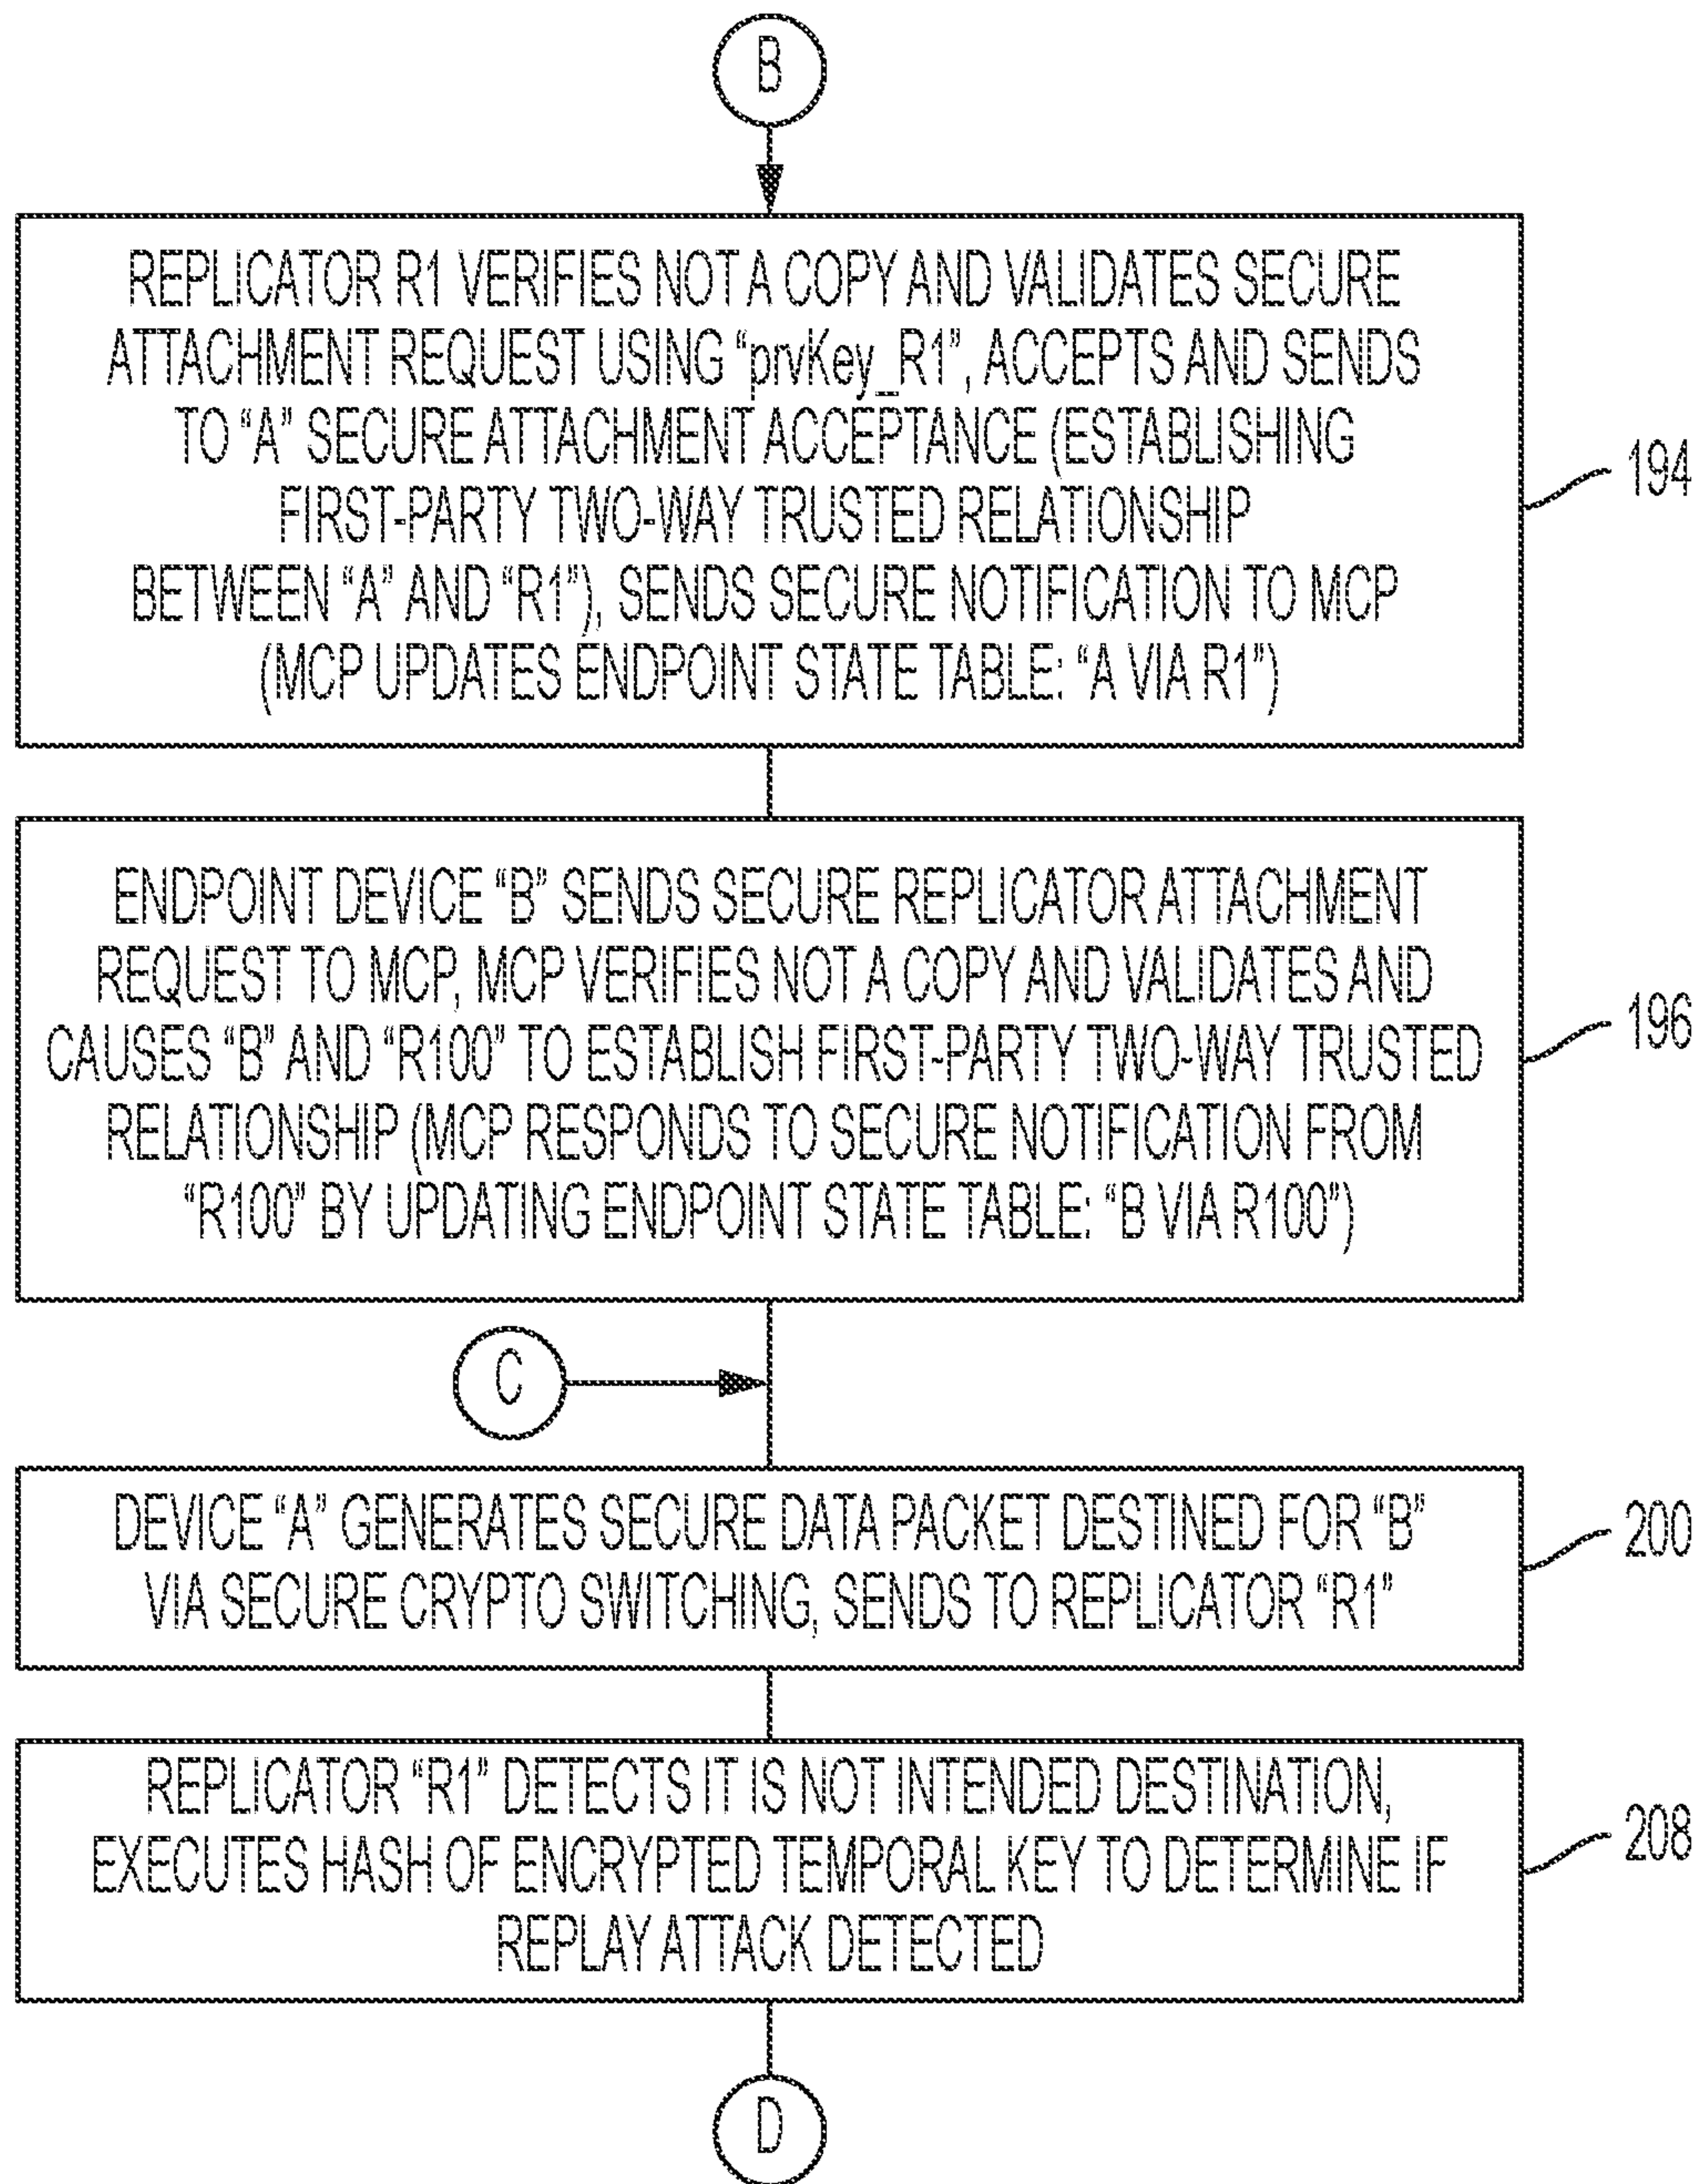 B
REPLICATOR R1 VERIFIES NOT A COPY AND VALIDATES SECURE
ATTACHMENT REQUEST USING “prvKey_R1”, ACCEPTS AND SENDS
TO “A” SECURE ATTACHMENT ACCEPTANCE (ESTABLISHING
FIRST-PARTY TWO-WAY TRUSTED RELATIONSHIP
BETWEEN “A” AND “R1”), SENDS SECURE NOTIFICATION TO MCP
(MCP UPDATES ENDPOINT STATE TABLE: “A VIA R1”)
194
ENDPOINT DEVICE “B” SENDS SECURE REPLICATOR ATTACHMENT
REQUEST TO MCP, MCP VERIFIES NOT A COPY AND VALIDATES AND
CAUSES “B” AND “R100” TO ESTABLISH FIRST-PARTY TWO-WAY TRUSTED
RELATIONSHIP (MCP RESPONDS TO SECURE NOTIFICATION FROM
“R100” BY UPDATING ENDPOINT STATE TABLE: “B VIA R100”)
196
C
DEVICE “A” GENERATES SECURE DATA PACKET DESTINED FOR “B”
VIA SECURE CRYPTO SWITCHING, SENDS TO REPLICATOR “R1”
200
REPLICATOR “R1” DETECTS IT IS NOT INTENDED DESTINATION,
EXECUTES HASH OF ENCRYPTED TEMPORAL KEY TO DETERMINE IF
REPLAY ATTACK DETECTED
208
D